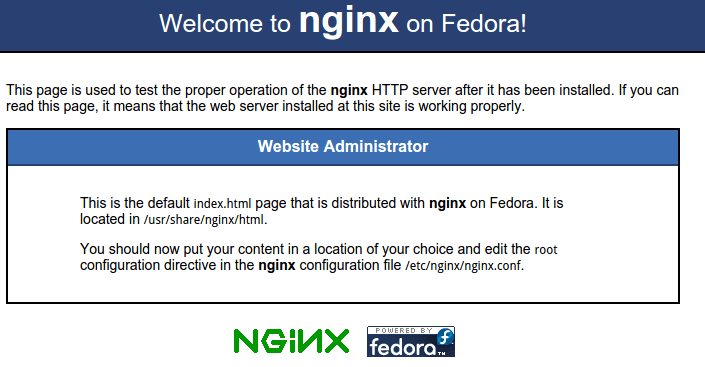 Welcome to nginx on Fedora!
This page is used to test the proper operation of the nginx HTTP server after it has been installed. If you can
read this page, it means that the web server installed at this site is working properly.
Website Administrator
This is the default index.html page that is distributed with nginx on Fedora. It is
located in /usr/share/nginx/html.
You should now put your content in a location of your choice and edit the root
configuration directive in the nginx configuration file /etc/nginx/nginx.conf.
NGINX
POWERED BY
fedora™